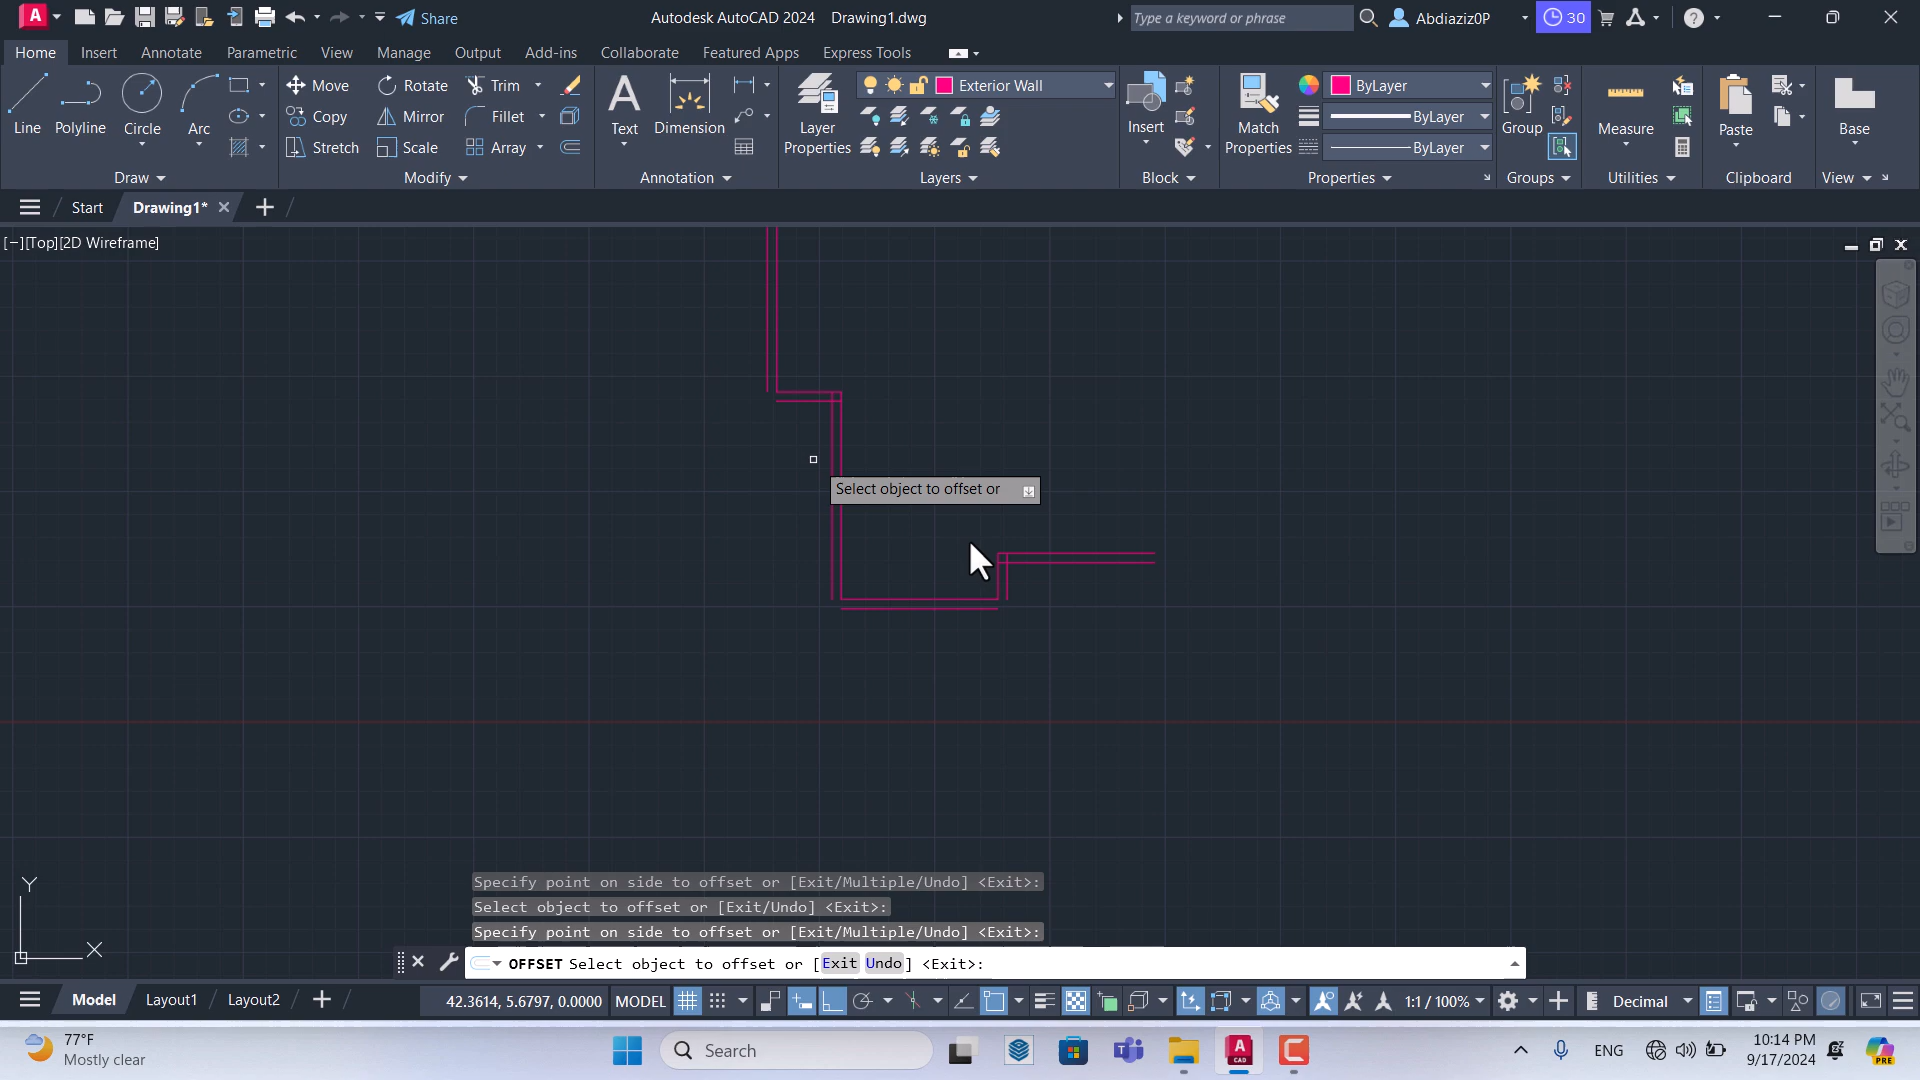 A
Share
Autodesk AutoCAD 2024 Drawing1.dwg
Type a keyword or phrase
Abdiaziz0P
30
Home Insert Annotate Parametric View Manage Output Add-ins Collaborate Featured Apps Express Tools
Line
Polyline
Circle
Arc
Move
Rotate
Trim
Copy
Mirror
Fillet
Stretch
Scale
Array
Text
Dimension
Layer
Properties
Exterior Wall
Insert
Match
Properties
ByLayer
ByLayer
ByLayer
Group
Measure
Paste
Base
Draw
Modify
Annotation
Layers
Block
Properties
Groups
Utilities
Clipboard
View
Start
Drawing1*
[−][Top][2D Wireframe]
Select object to offset or
Y
X
Specify point on side to offset or [Exit/Multiple/Undo] <Exit>:
Select object to offset or [Exit/Undo] <Exit>:
Specify point on side to offset or [Exit/Multiple/Undo] <Exit>:
OFFSET Select object to offset or [Exit Undo] <Exit>:
Model Layout1 Layout2
42.3614, 5.6797, 0.0000 MODEL
1:1 / 100%
Decimal
77°F
Mostly clear
Search
A
CAD
ENG
10:14 PM
9/17/2024
PRE